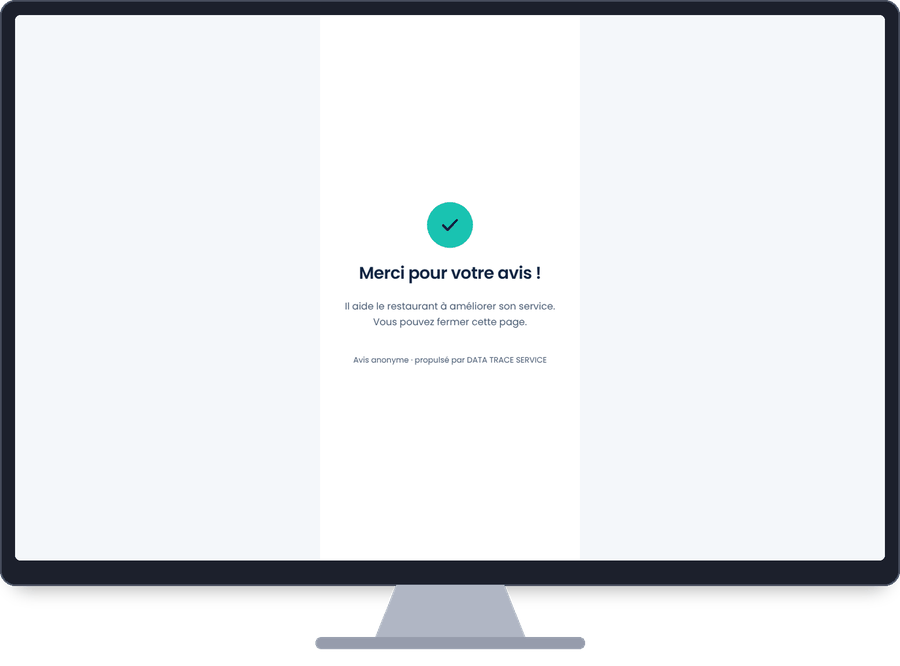 Merci pour votre avis !
Il aide le restaurant à améliorer son service.
Vous pouvez fermer cette page.
Avis anonyme · propulsé par DATA TRACE SERVICE